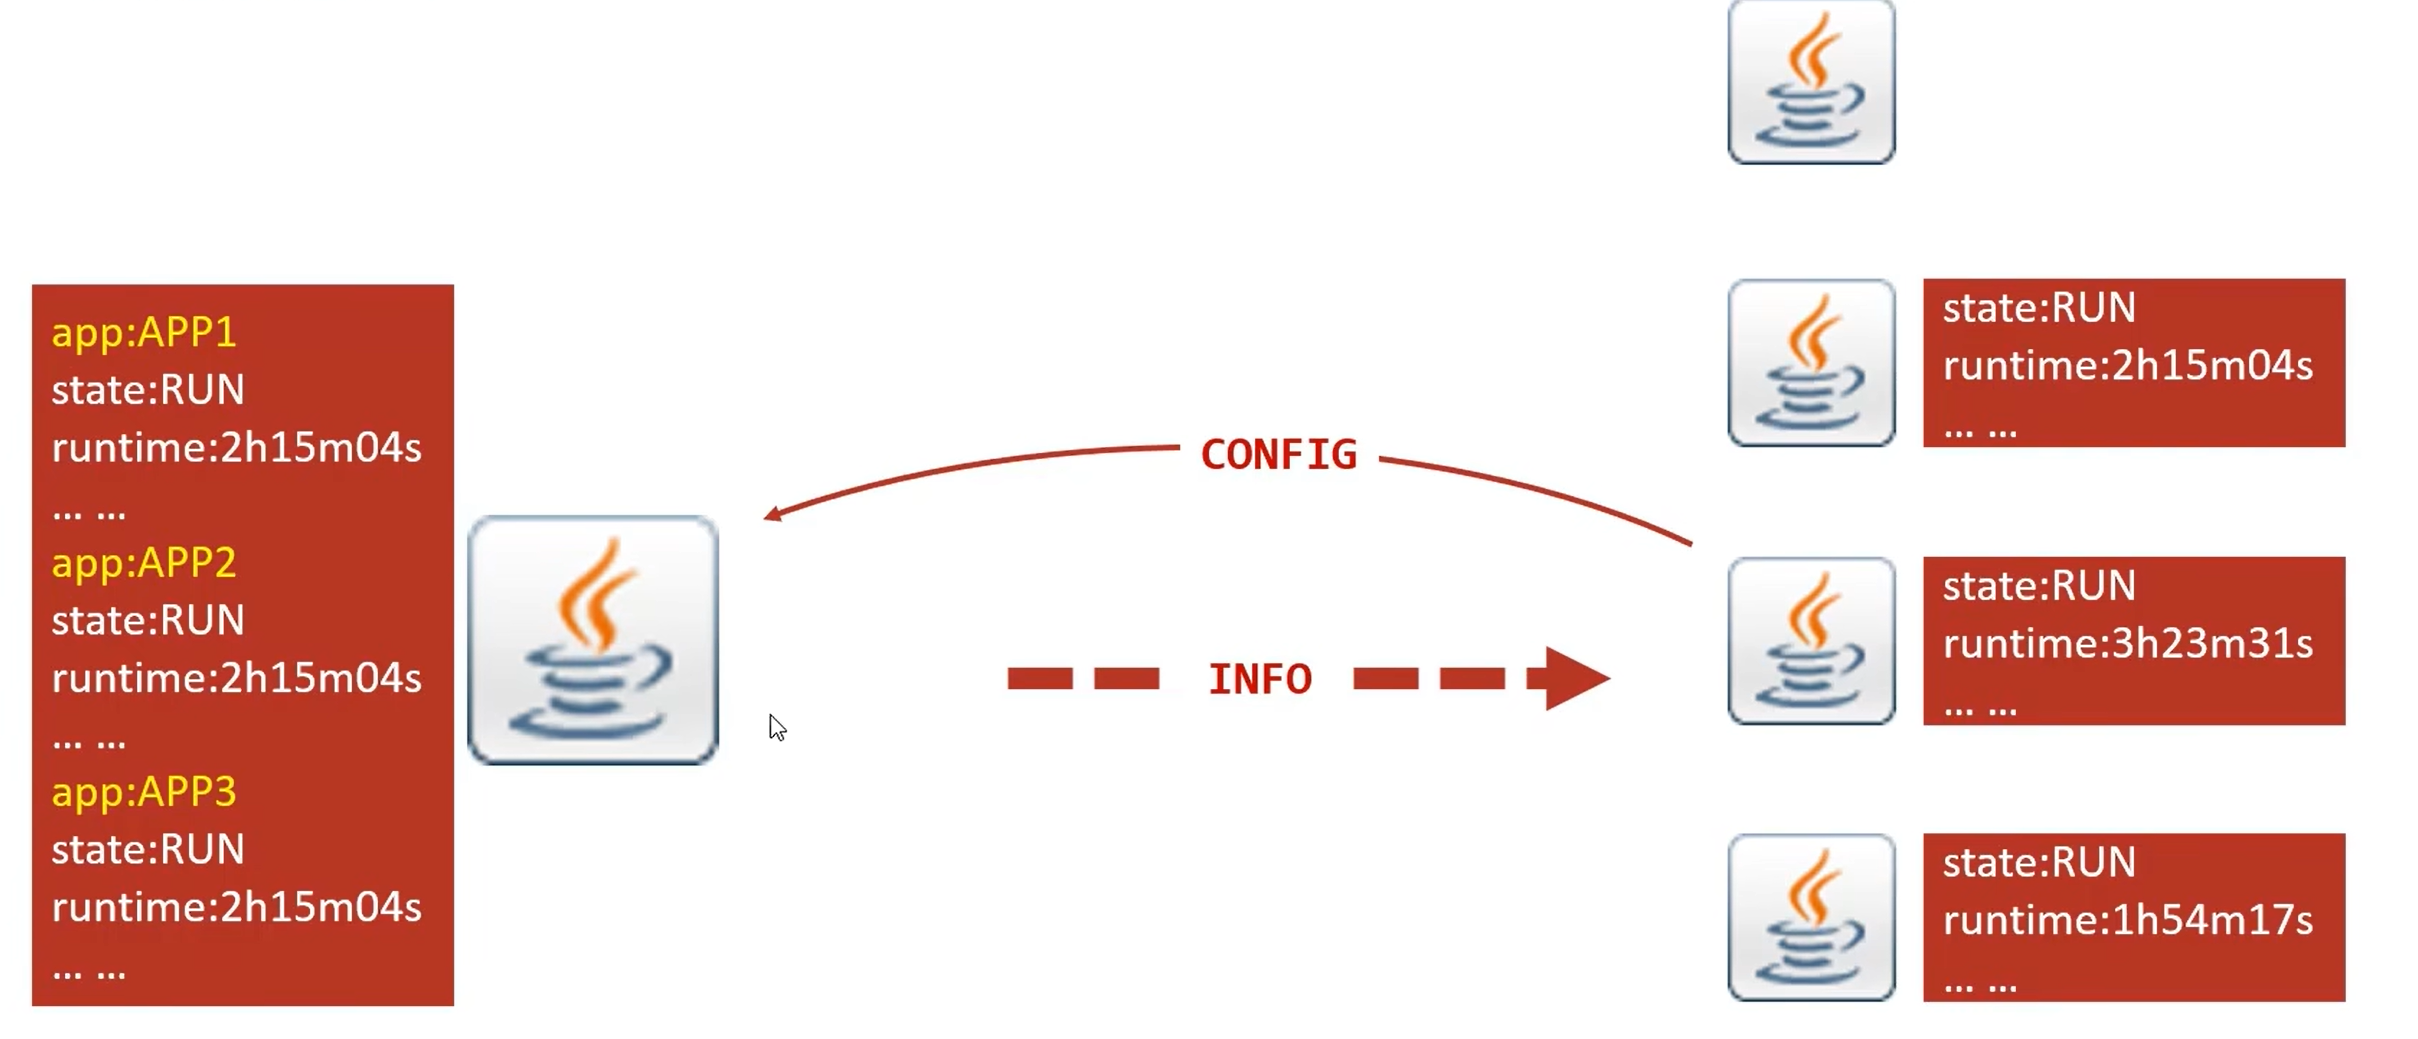 app:APP1
state:RUN
runtime:2h15m04s
... ...
app:APP2
state:RUN
runtime:2h15m04s
... ...
app:APP3
state:RUN
runtime:2h15m04s
... ...
CONFIG
INFO
state:RUN
runtime:2h15m04s
... ...
state:RUN
runtime:3h23m31s
... ...
state:RUN
runtime:1h54m17s
... ...